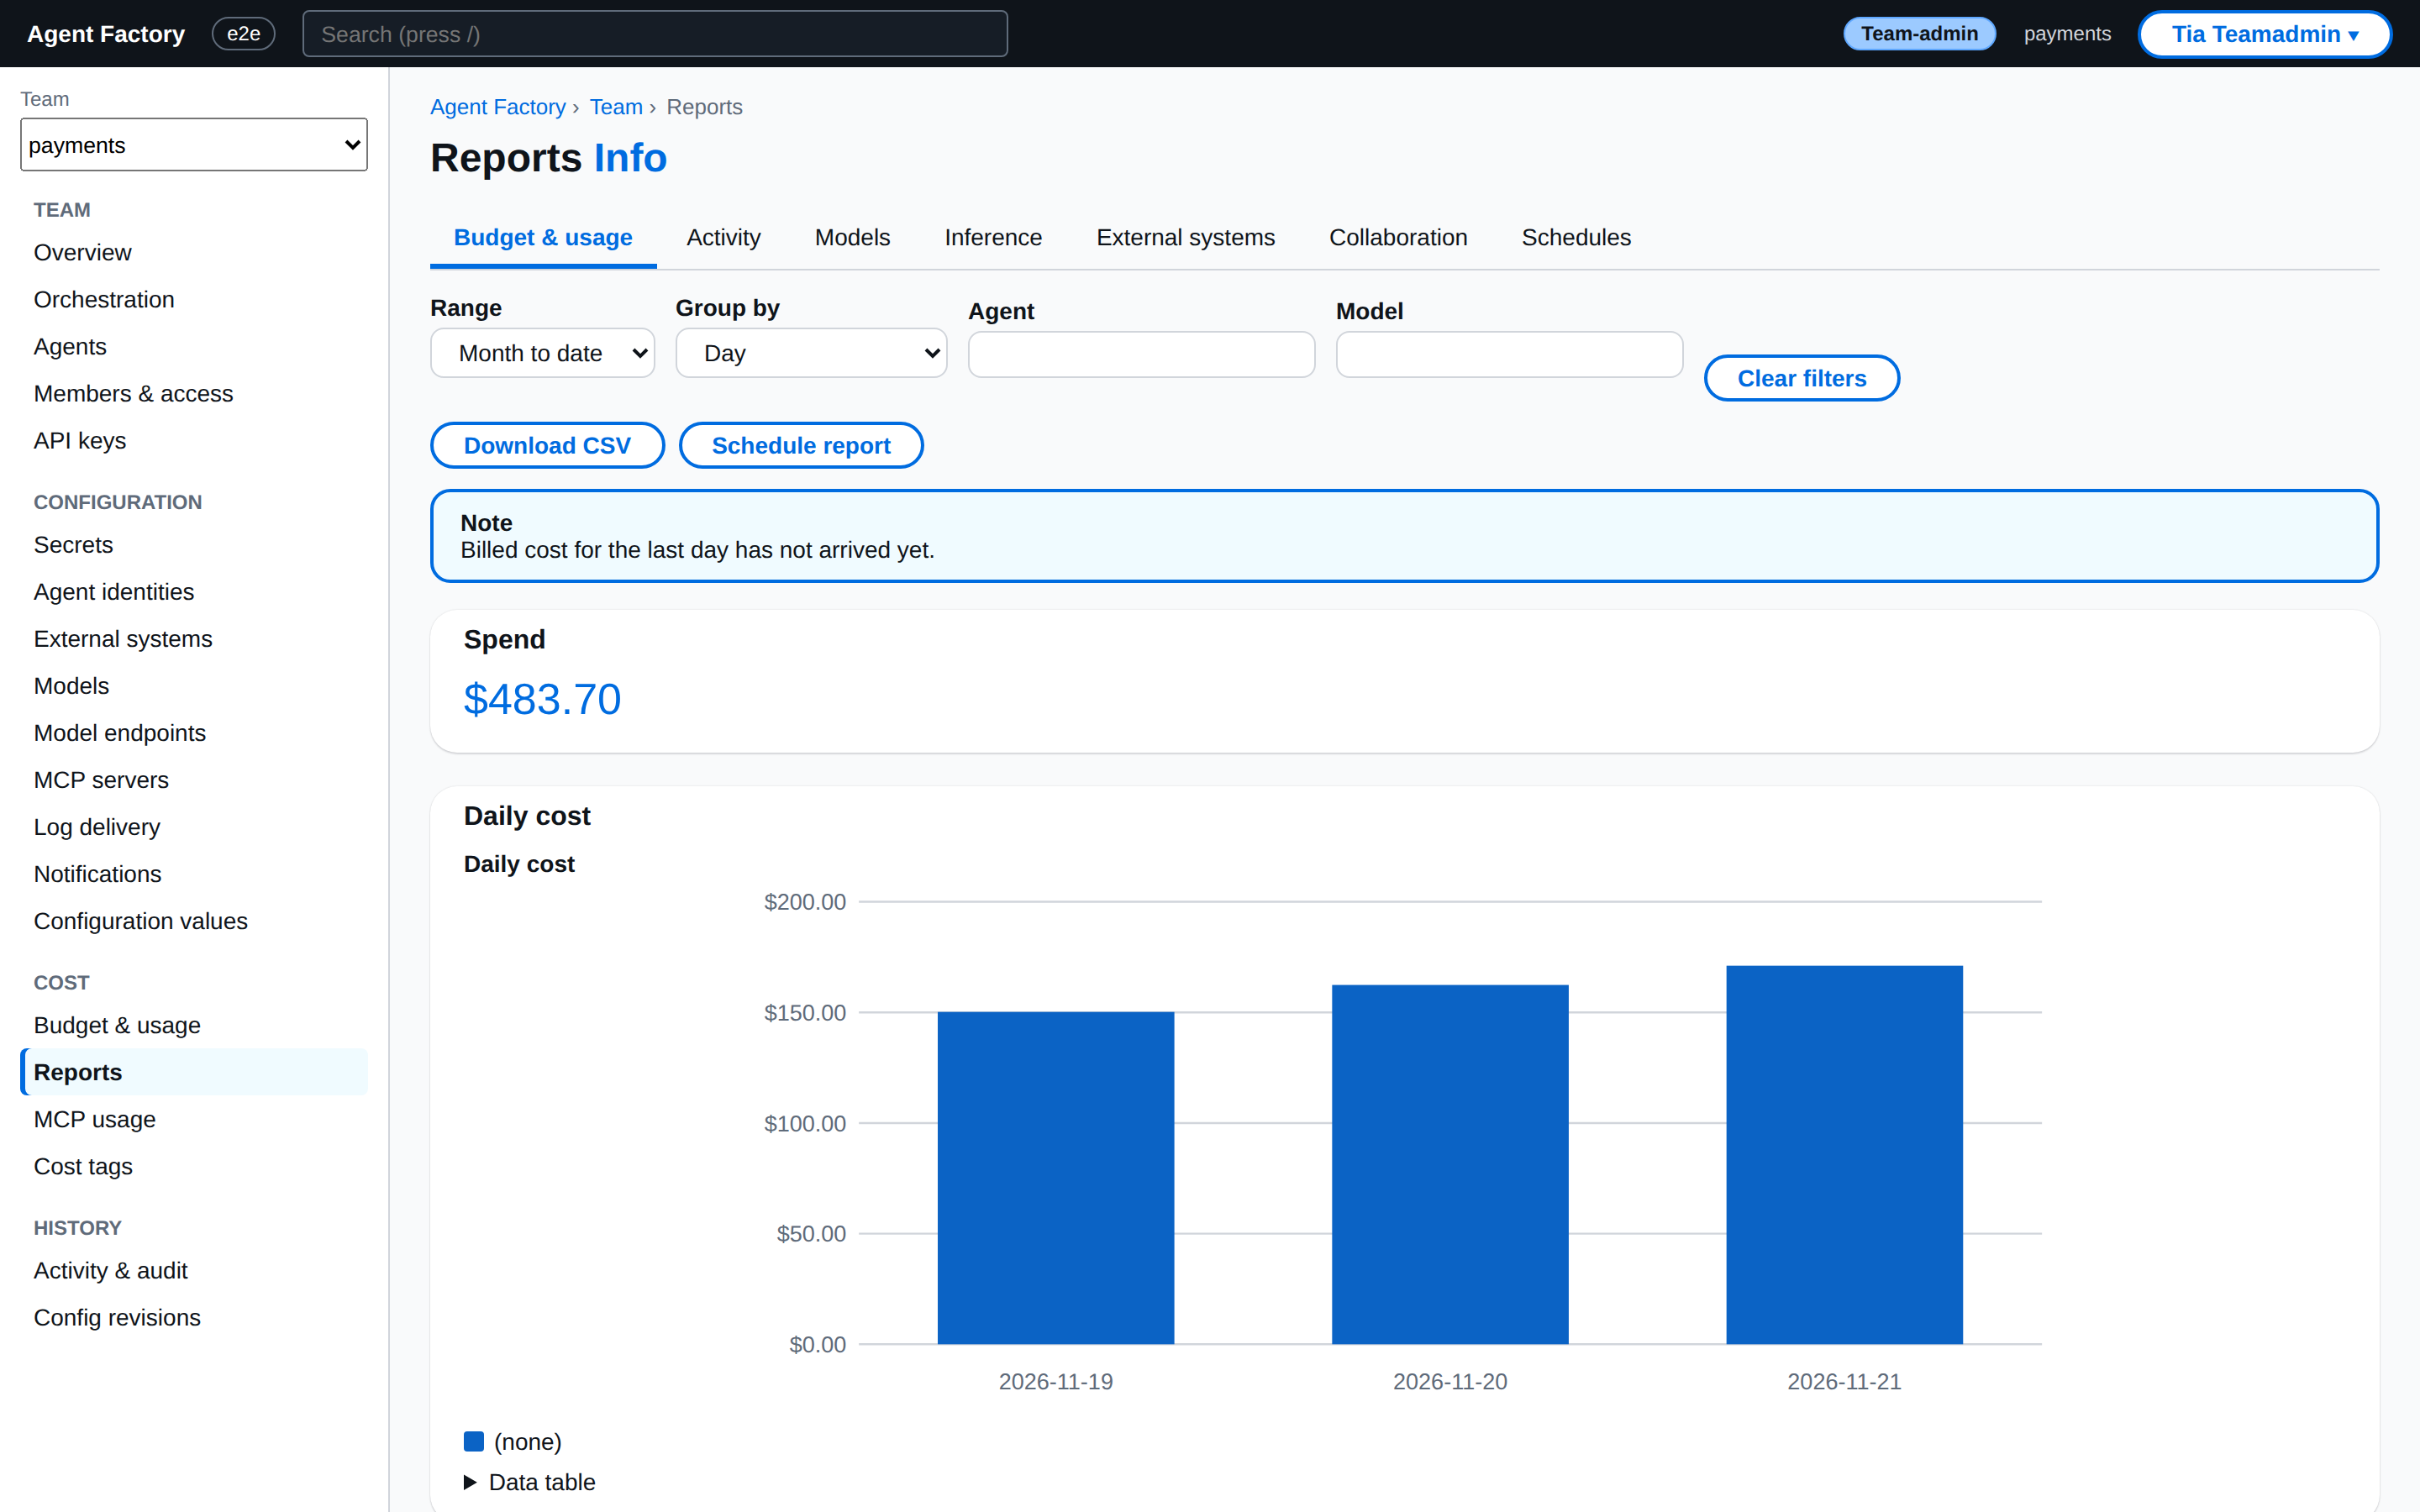 Agent Factory
e2e
Search (press /)
Team-admin
payments
Tia Teamadmin ▾
Team
payments
TEAM
Overview
Orchestration
Agents
Members & access
API keys
CONFIGURATION
Secrets
Agent identities
External systems
Models
Model endpoints
MCP servers
Log delivery
Notifications
Configuration values
COST
Budget & usage
Reports
MCP usage
Cost tags
HISTORY
Activity & audit
Config revisions
Agent Factory › Team › Reports
Reports Info
Budget & usage
Activity
Models
Inference
External systems
Collaboration
Schedules
Range
Month to date
Group by
Day
Agent
Model
Clear filters
Download CSV
Schedule report
Note
Billed cost for the last day has not arrived yet.
Spend
$483.70
Daily cost
Daily cost
$200.00
$150.00
$100.00
$50.00
$0.00
2026-11-19
2026-11-20
2026-11-21
(none)
Data table